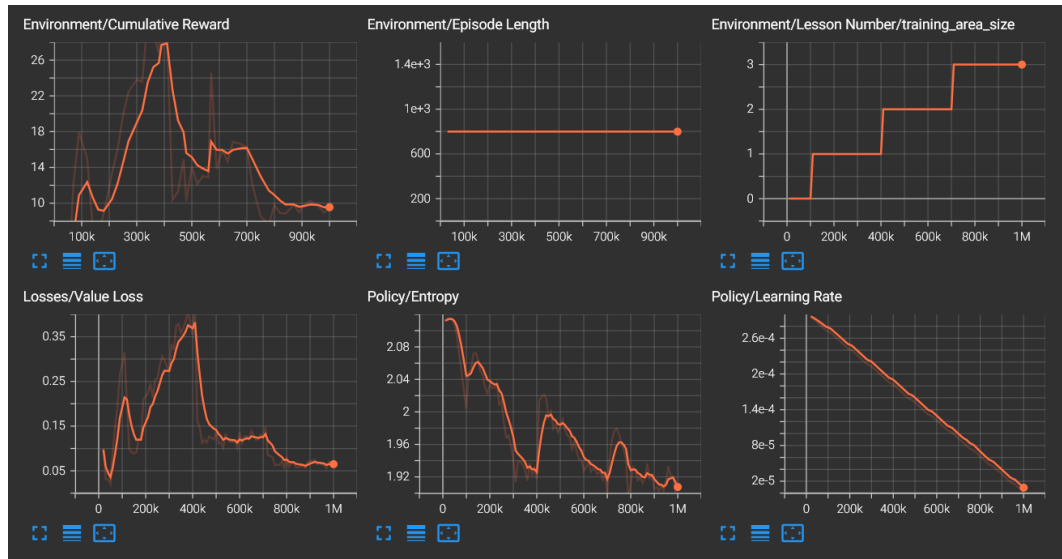 Environment/Cumulative Reward
26
22
18
14
10
100k 300k 500k 700k 900k
Environment/Episode Length
1.4e+3
1e+3
600
200
100k 300k 500k 700k 900k
Environment/Lesson Number/training_area_size
3
2
1
0
0 200k 400k 600k 800k 1M
Losses/Value Loss
0.35
0.25
0.15
0.05
0 200k 400k 600k 800k 1M
Policy/Entropy
2.08
2.04
2
1.96
1.92
0 200k 400k 600k 800k 1M
Policy/Learning Rate
2.6e-4
2e-4
1.4e-4
8e-5
2e-5
0 200k 400k 600k 800k 1M